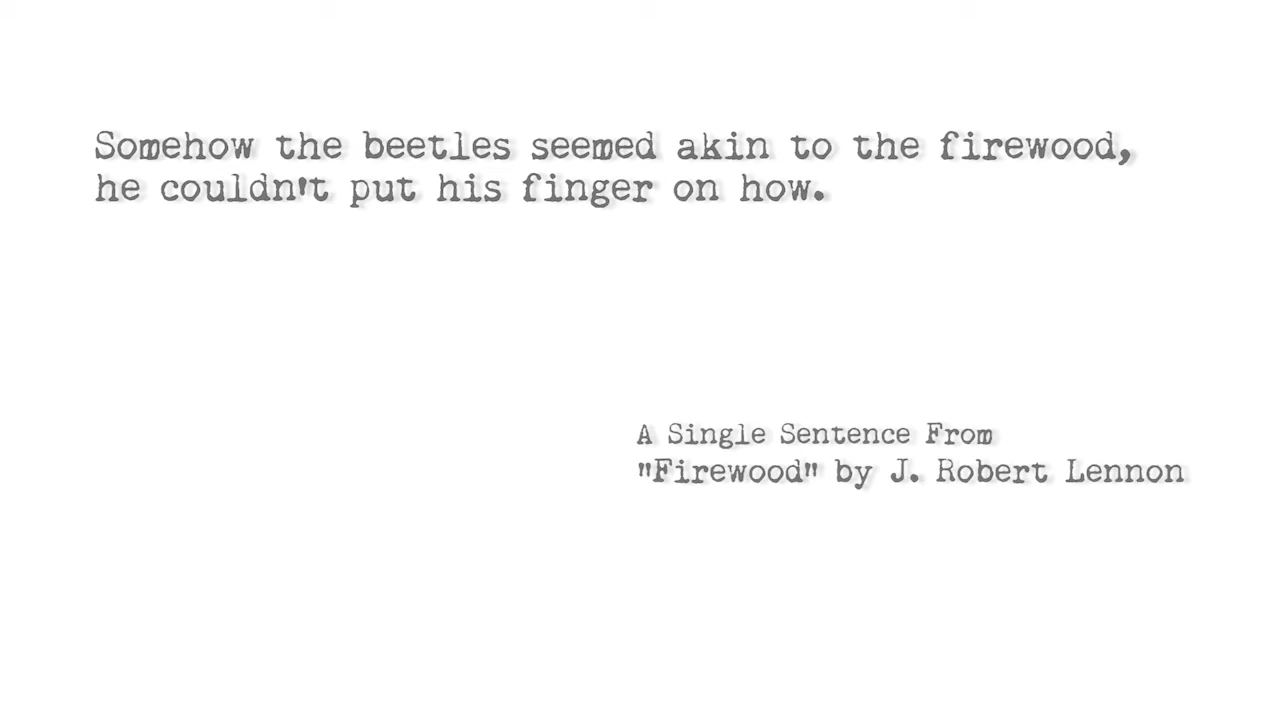 Somehow the beetles seemed akin to the firewood,
he couldn't put his finger on how.
A Single Sentence From
"Firewood" by J. Robert Lennon